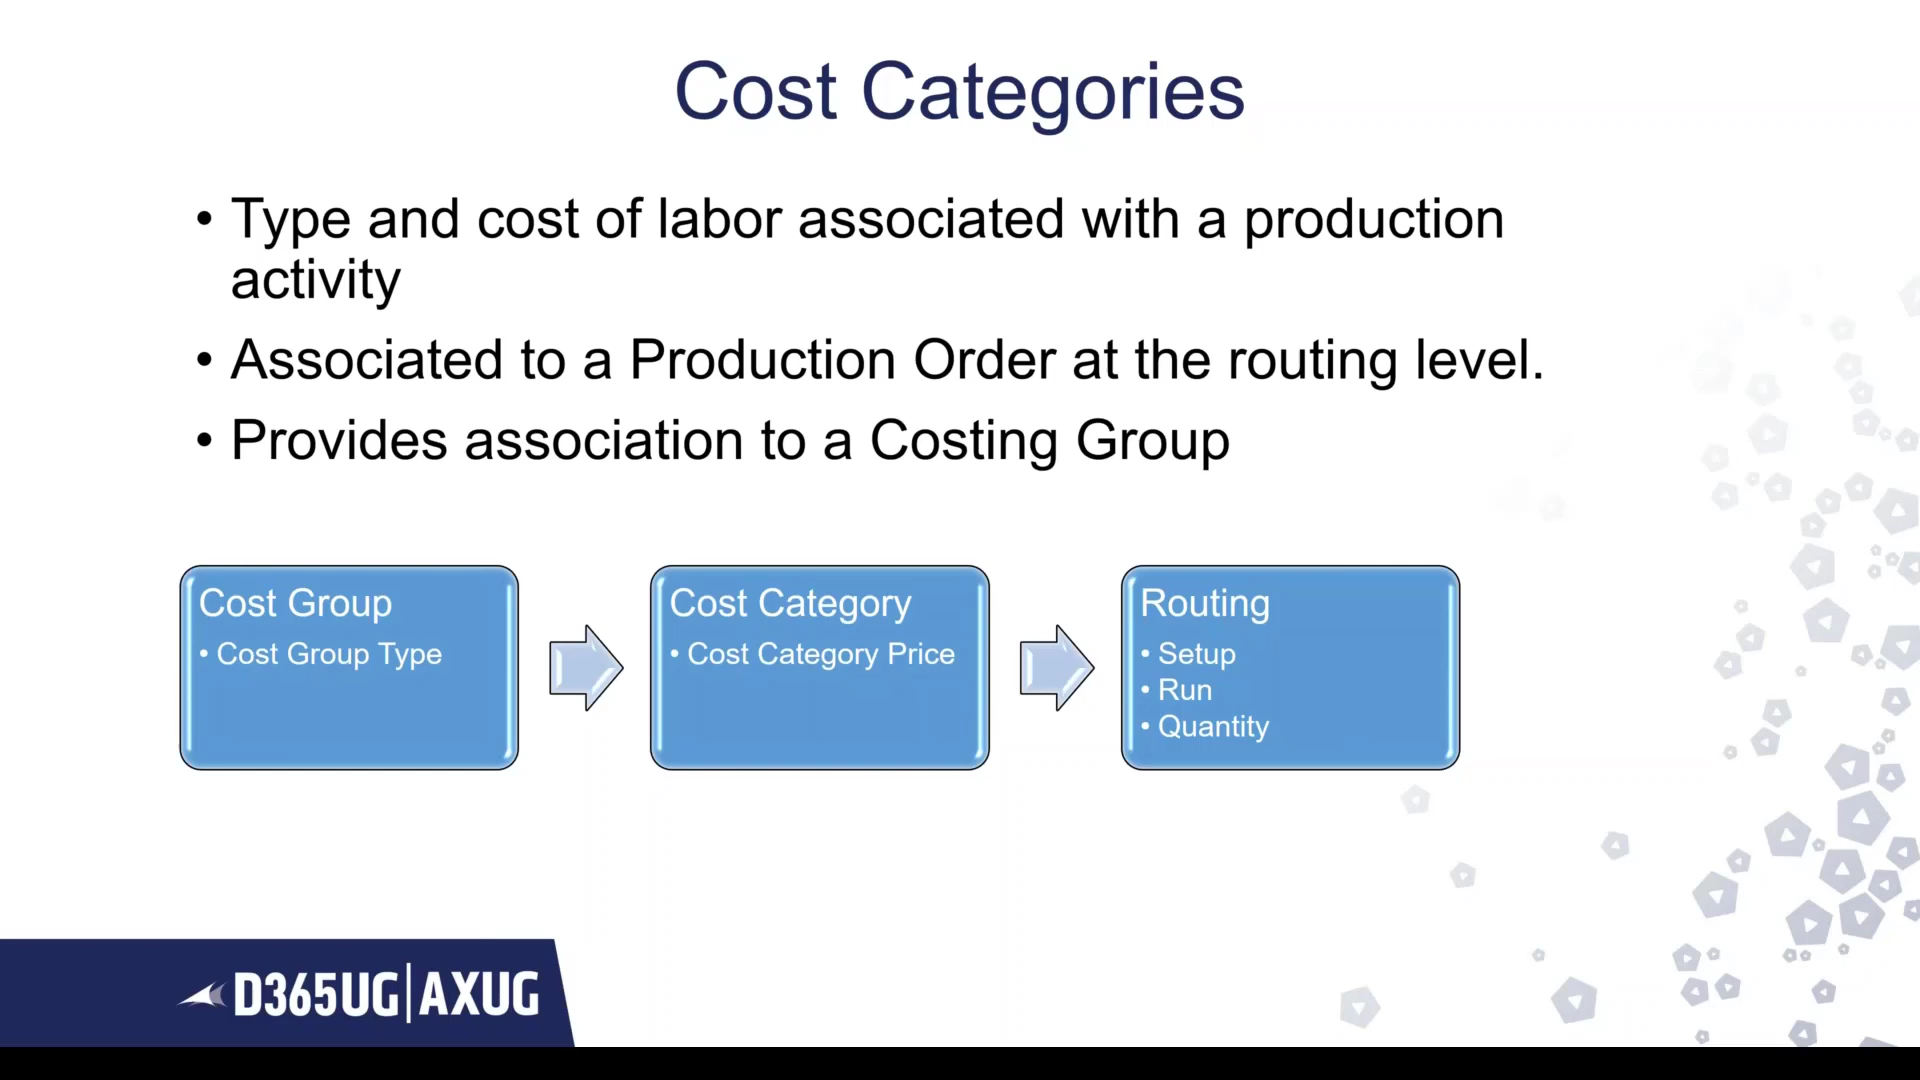 Cost Categories
• Type and cost of labor associated with a production
activity
• Associated to a Production Order at the routing level.
• Provides association to a Costing Group
Cost Group
• Cost Group Type
Cost Category
• Cost Category Price
Routing
• Setup
• Run
• Quantity
D365UG|AXUG